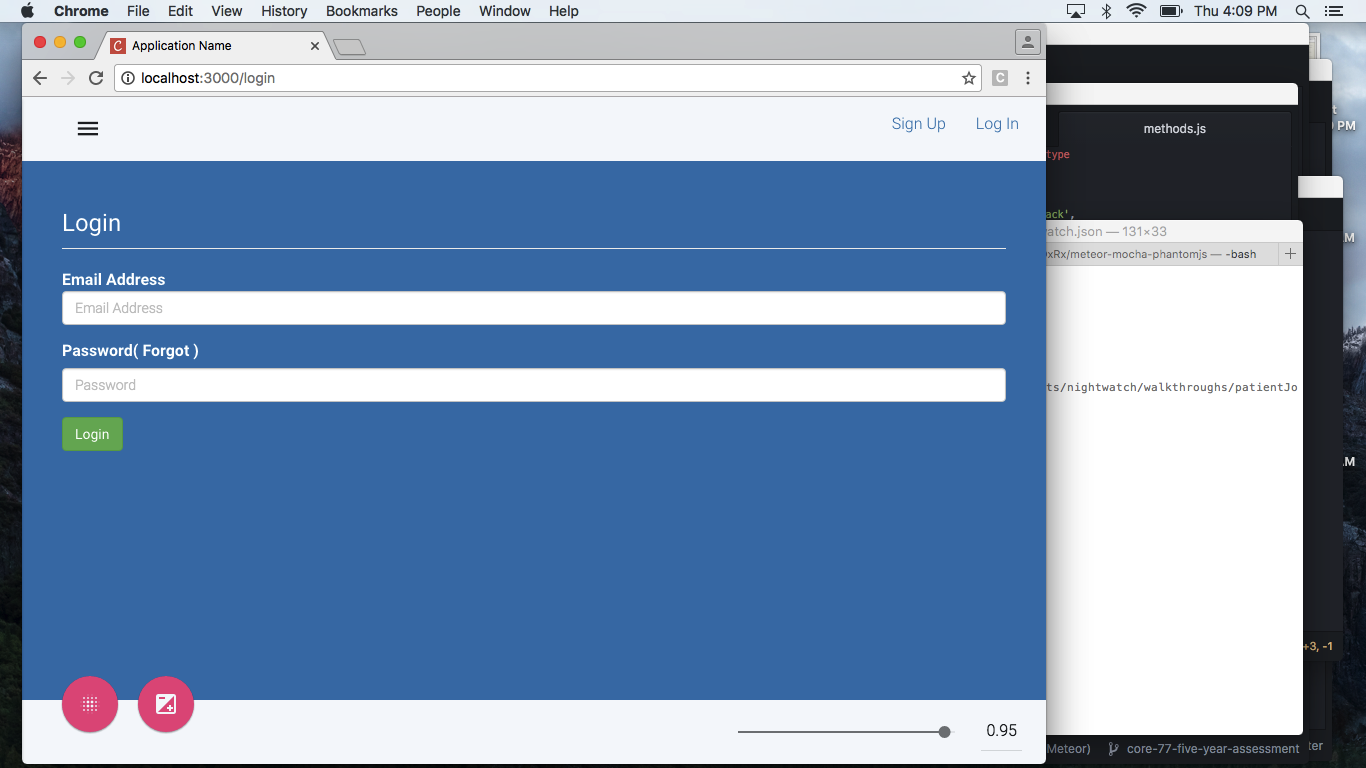 Chrome File Edit View History Bookmarks People Window Help Thu 4:09 PM
C Application Name
localhost:3000/login C
Sign Up Log In
Login
Email Address
Email Address
Password( Forgot )
Password
Login
0.95
methods.js
type
ack',
atch.json — 131×33
xRx/meteor-mocha-phantomjs — -bash
ts/nightwatch/walkthroughs/patientJo
t
PM
AM
AM
+3, -1
Meteor) core-77-five-year-assessment
ter